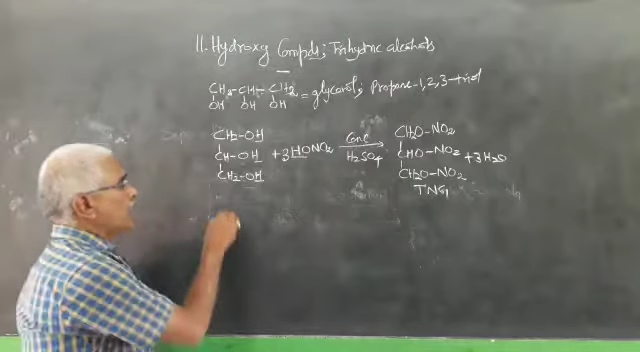 11. Hydroxy Compds; Trihydric alcohols
CH2-CH-CH2 = glycerol; Propane-1,2,3-triol
OH OH OH
CH2-OH
CH-OH + 3HONO2 Conc H2SO4
CH2-OH
CH2O-NO2
CHO-NO2 + 3H2O
CH2O-NO2
TNG